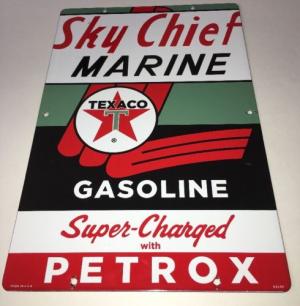 Sky Chief
MARINE
TEXACO
T
®
GASOLINE
Super-Charged
with
PETROX